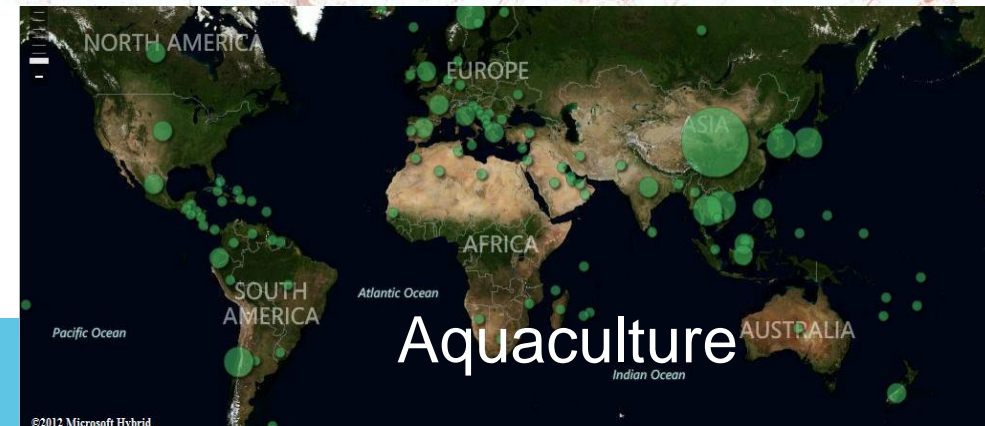 NORTH AMERICA
EUROPE
ASIA
AFRICA
SOUTH
AMERICA
Atlantic Ocean
Pacific Ocean
Aquaculture
AUSTRALIA
Indian Ocean
©2012 Microsoft Hybrid